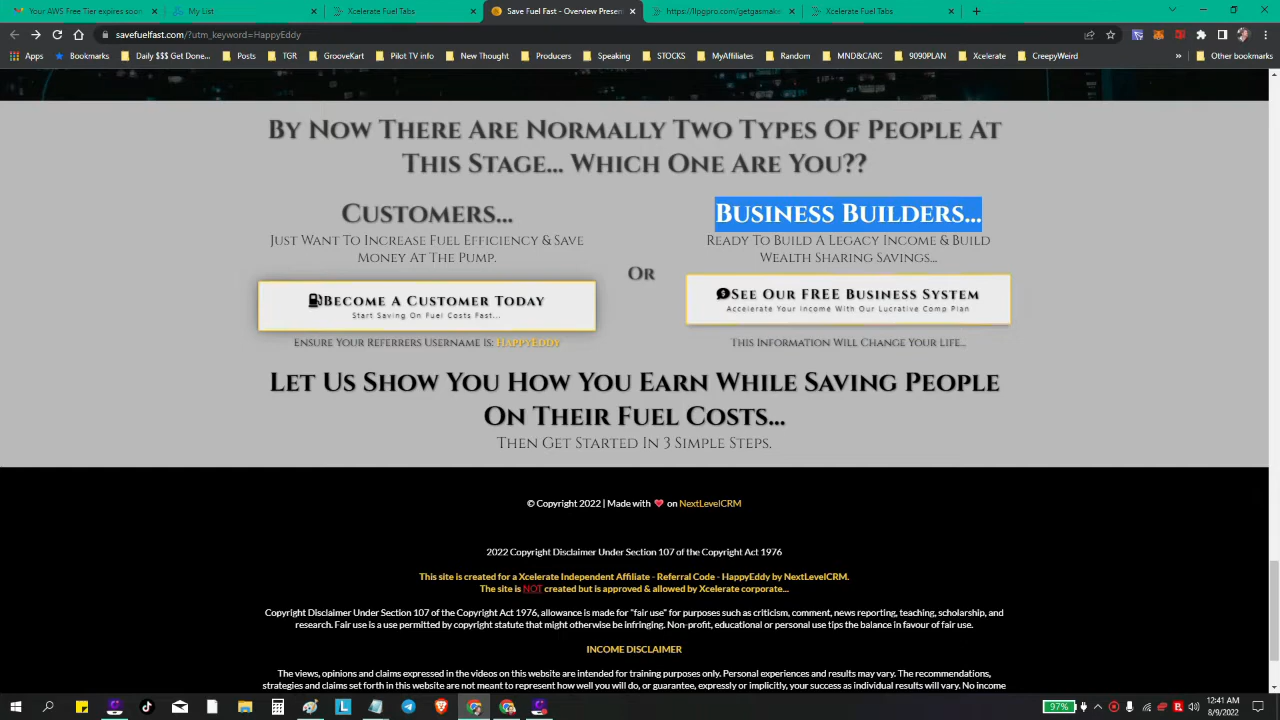 Your AWS Free Tier expires soon
My List
Xcelerate Fuel Tabs
Save Fuel Fast - Overview Presen
https://lpgpro.com/getgasmake
Xcelerate Fuel Tabs
savefuelfast.com/?utm_keyword=HappyEddy
Apps
Bookmarks
Daily $$$ Get Done...
Posts
TGR
GrooveKart
Pilot TV info
New Thought
Producers
Speaking
STOCKS
MyAffiliates
Random
MND&CARC
9090PLAN
Xcelerate
CreepyWeird
»
Other bookmarks
By Now There Are Normally Two Types Of People At
This Stage... Which One Are You??
Customers...
Just Want To Increase Fuel Efficiency & Save
Money At The Pump.
Become A Customer Today
Start Saving On Fuel Costs Fast...
Ensure Your Referrers Username Is: HappyEddy
Or
Business Builders...
Ready To Build A Legacy Income & Build
Wealth Sharing Savings...
See Our FREE Business System
Accelerate Your Income With Our Lucrative Comp Plan
This Information Will Change Your Life...
Let Us Show You How You Earn While Saving People
On Their Fuel Costs...
Then Get Started In 3 Simple Steps.
© Copyright 2022 | Made with ❤ on NextLevelCRM
2022 Copyright Disclaimer Under Section 107 of the Copyright Act 1976
This site is created for a Xcelerate Independent Affiliate - Referral Code - HappyEddy by NextLevelCRM.
The site is NOT created but is approved & allowed by Xcelerate corporate...
Copyright Disclaimer Under Section 107 of the Copyright Act 1976, allowance is made for "fair use" for purposes such as criticism, comment, news reporting, teaching, scholarship, and
research. Fair use is a use permitted by copyright statute that might otherwise be infringing. Non-profit, educational or personal use tips the balance in favour of fair use.
INCOME DISCLAIMER
The views, opinions and claims expressed in the videos on this website are intended for training purposes only. Personal experiences and results may vary. The recommendations,
strategies and claims set forth in this website are not meant to represent how well you will do, or guarantee, expressly or implicitly, your success as individual results will vary. No income
97%
12:41 AM
8/9/2022